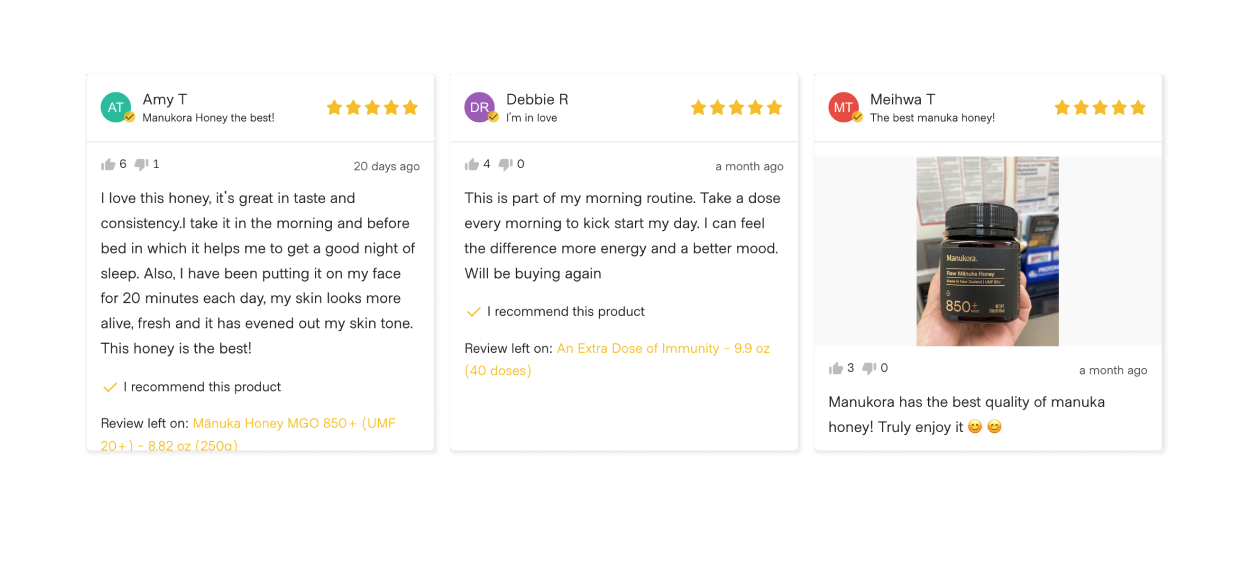 AT
Amy T
Manukora Honey the best!
6 1
20 days ago
I love this honey, it's great in taste and
consistency.I take it in the morning and before
bed in which it helps me to get a good night of
sleep. Also, I have been putting it on my face
for 20 minutes each day, my skin looks more
alive, fresh and it has evened out my skin tone.
This honey is the best!
I recommend this product
Review left on: Mānuka Honey MGO 850+ (UMF
20+) - 8.82 oz (250g)
DR
Debbie R
I'm in love
4 0
a month ago
This is part of my morning routine. Take a dose
every morning to kick start my day. I can feel
the difference more energy and a better mood.
Will be buying again
I recommend this product
Review left on: An Extra Dose of Immunity - 9.9 oz
(40 doses)
MT
Meihwa T
The best manuka honey!
Manukora.
Raw Mānuka Honey
Made in New Zealand | UMF 20+
850+
3 0
a month ago
Manukora has the best quality of manuka
honey! Truly enjoy it 😊 😊